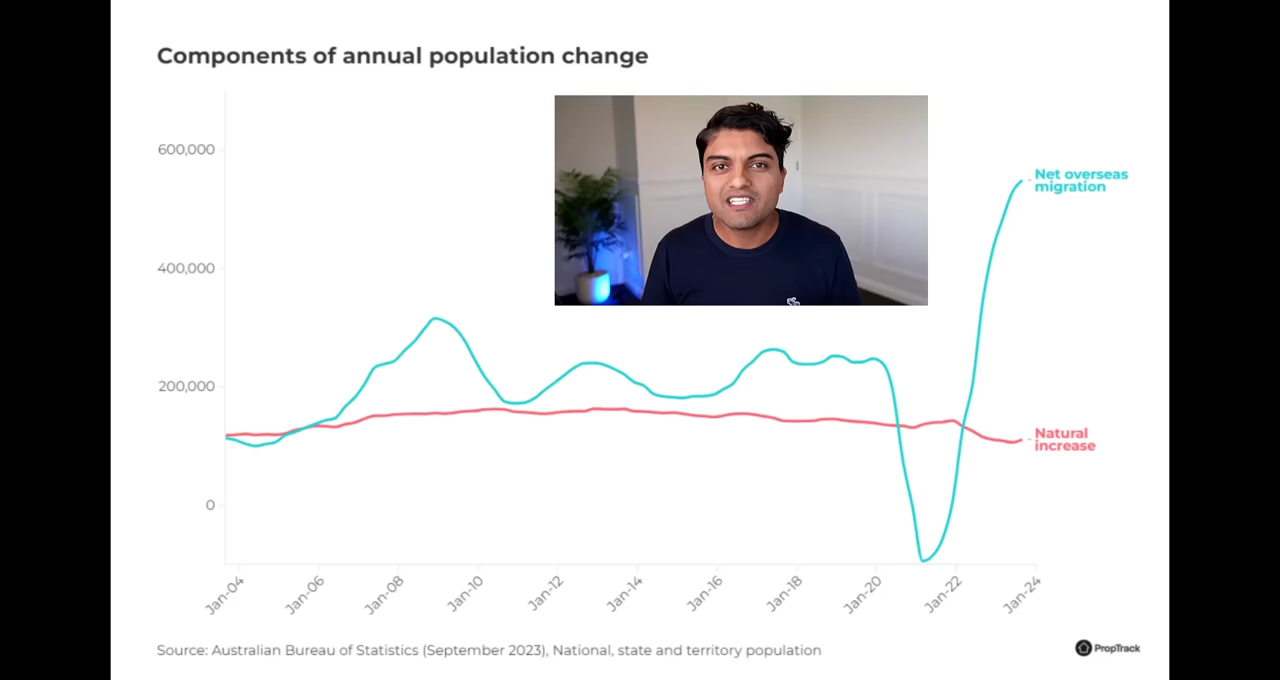 Components of annual population change
600,000
Net overseas
migration
400,000
200,000
Natural
increase
0
Jan-04
Jan-06
Jan-08
Jan-10
Jan-12
Jan-14
Jan-16
Jan-18
Jan-20
Jan-22
Jan-24
Source: Australian Bureau of Statistics (September 2023), National, state and territory population
PropTrack